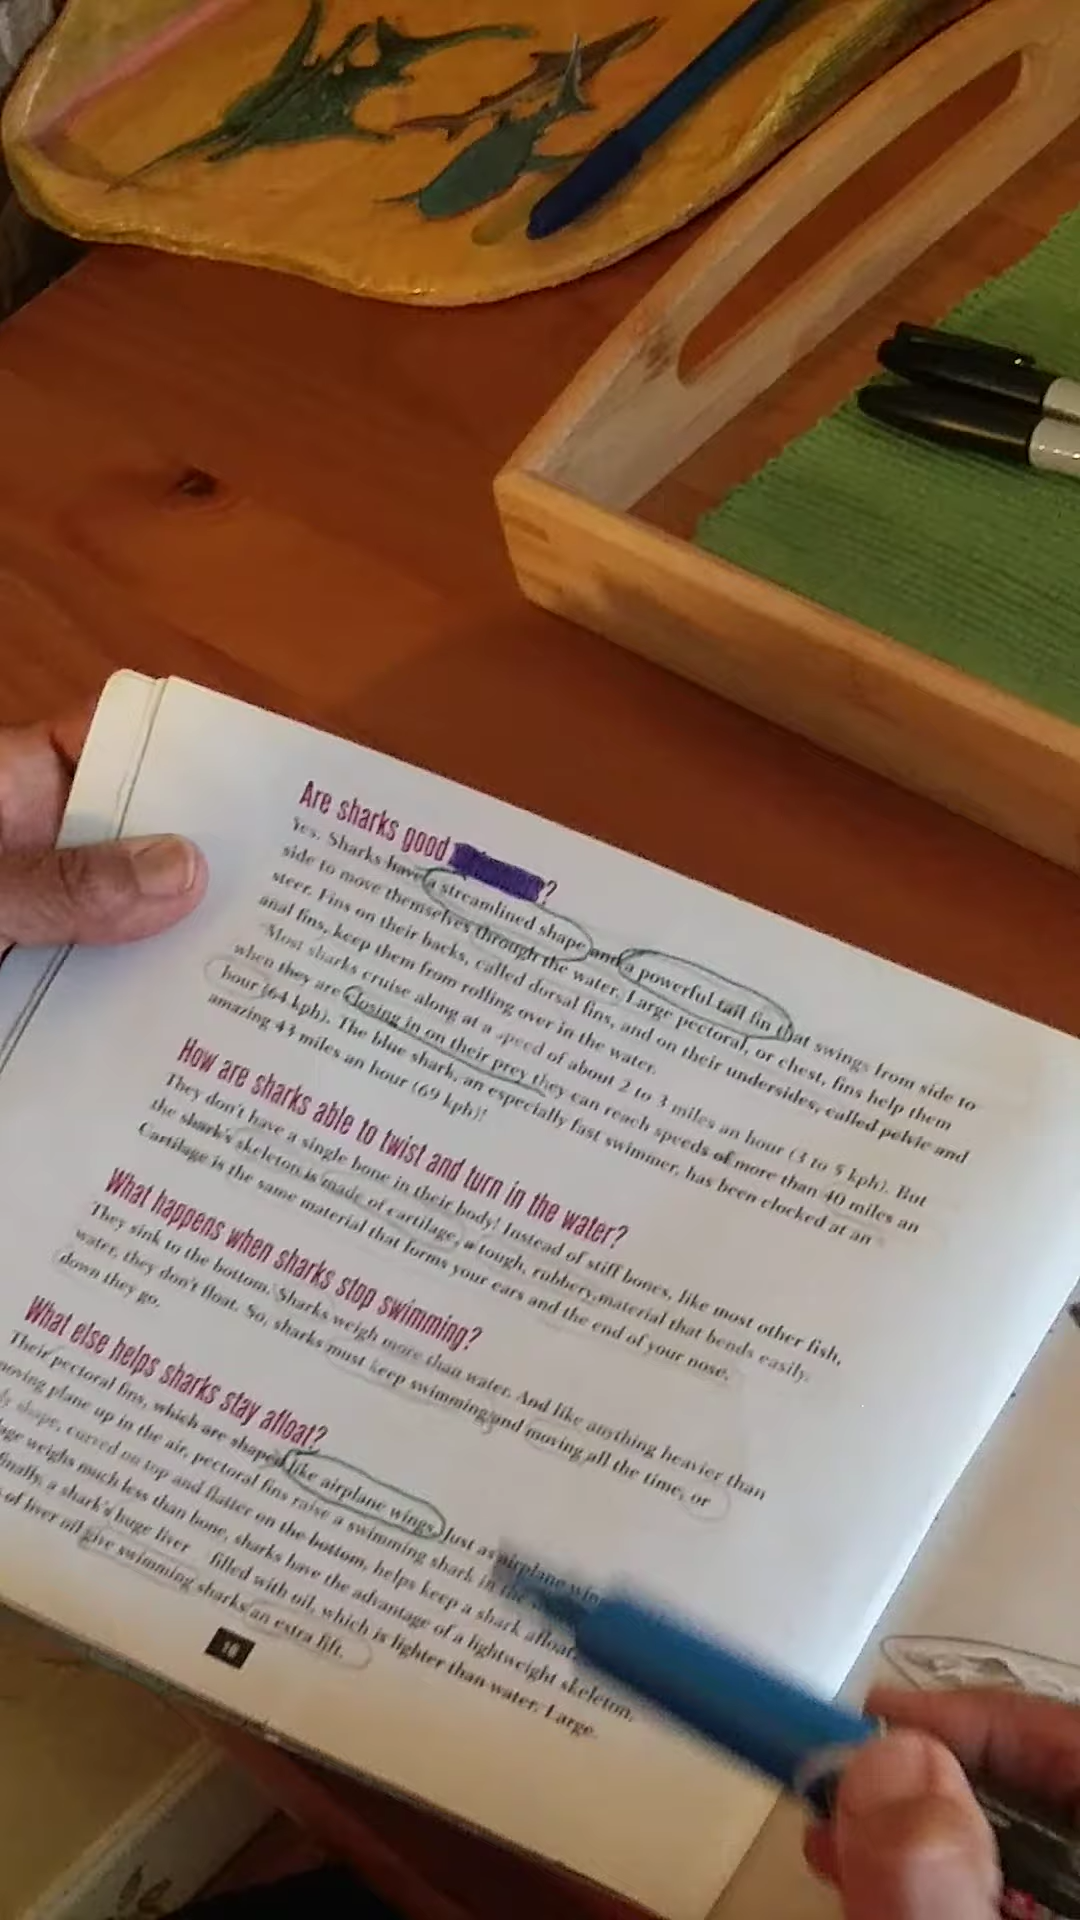 Are sharks good ?
Yes. Sharks have a streamlined shape and a powerful tail fin that swings from side to
side to move themselves through the water. Large pectoral, or chest, fins help them
steer. Fins on their backs, called dorsal fins, and on their undersides, called pelvic and
anal fins, keep them from rolling over in the water.
Most sharks cruise along at a speed of about 2 to 3 miles an hour (3 to 5 kph). But
when they are closing in on their prey they can reach speeds of more than 40 miles an
hour (64 kph). The blue shark, an especially fast swimmer, has been clocked at an
amazing 43 miles an hour (69 kph)!
How are sharks able to twist and turn in the water?
They don't have a single bone in their body! Instead of stiff bones, like most other fish,
the shark's skeleton is made of cartilage, a tough, rubbery material that bends easily.
Cartilage is the same material that forms your ears and the end of your nose.
What happens when sharks stop swimming?
They sink to the bottom. Sharks weigh more than water. And like anything heavier than
water, they don't float. So, sharks must keep swimming and moving all the time, or
down they go.
What else helps sharks stay afloat?
Their pectoral fins, which are shaped like airplane wings. Just as airplane
moving plane up in the air, pectoral fins raise a swimming shark in the
shape, curved on top and flatter on the bottom, helps keep a shark afloat.
weighs much less than bone, sharks have the advantage of a lightweight skeleton.
finally, a shark's huge liver filled with oil, which is lighter than water. Large
of liver oil give swimming sharks an extra lift.